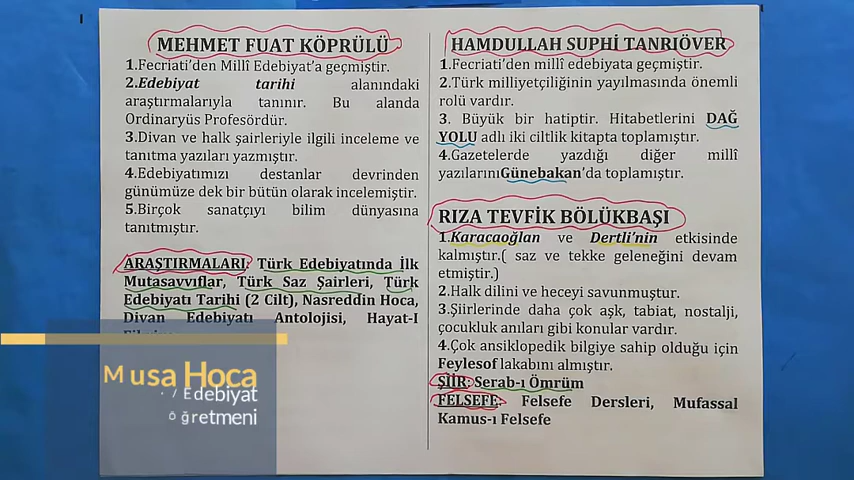 MEHMET FUAT KÖPRÜLÜ
1.Fecriati'den Millî Edebiyat'a geçmiştir.
2.Edebiyat tarihi alanındaki
araştırmalarıyla tanınır. Bu alanda
Ordinaryüs Profesördür.
3.Divan ve halk şairleriyle ilgili inceleme ve
tanıtma yazıları yazmıştır.
4.Edebiyatımızı destanlar devrinden
günümüze dek bir bütün olarak incelemiştir.
5.Birçok sanatçıyı bilim dünyasına
tanıtmıştır.
ARAŞTIRMALARI: Türk Edebiyatında İlk
Mutasavvıflar, Türk Saz Şairleri, Türk
Edebiyatı Tarihi (2 Cilt), Nasreddin Hoca,
Divan Edebiyatı Antolojisi, Hayat-I
HAMDULLAH SUPHİ TANRIÖVER
1.Fecriati'den millî edebiyata geçmiştir.
2.Türk milliyetçiliğinin yayılmasında önemli
rolü vardır.
3. Büyük bir hatiptir. Hitabetlerini DAĞ
YOLU adlı iki ciltlik kitapta toplamıştır.
4.Gazetelerde yazdığı diğer millî
yazılarınıGünebakan'da toplamıştır.
RIZA TEVFİK BÖLÜKBAŞI
1.Karacaoğlan ve Dertli'nin etkisinde
kalmıştır.( saz ve tekke geleneğini devam
etmiştir.)
2.Halk dilini ve heceyi savunmuştur.
3.Şiirlerinde daha çok aşk, tabiat, nostalji,
çocukluk anıları gibi konular vardır.
4.Çok ansiklopedik bilgiye sahip olduğu için
Feylesof lakabını almıştır.
ŞİİR: Serab-ı Ömrüm
FELSEFE: Felsefe Dersleri, Mufassal
Kamus-ı Felsefe
Musa Hoca
/ Edebiyat
öğretmeni